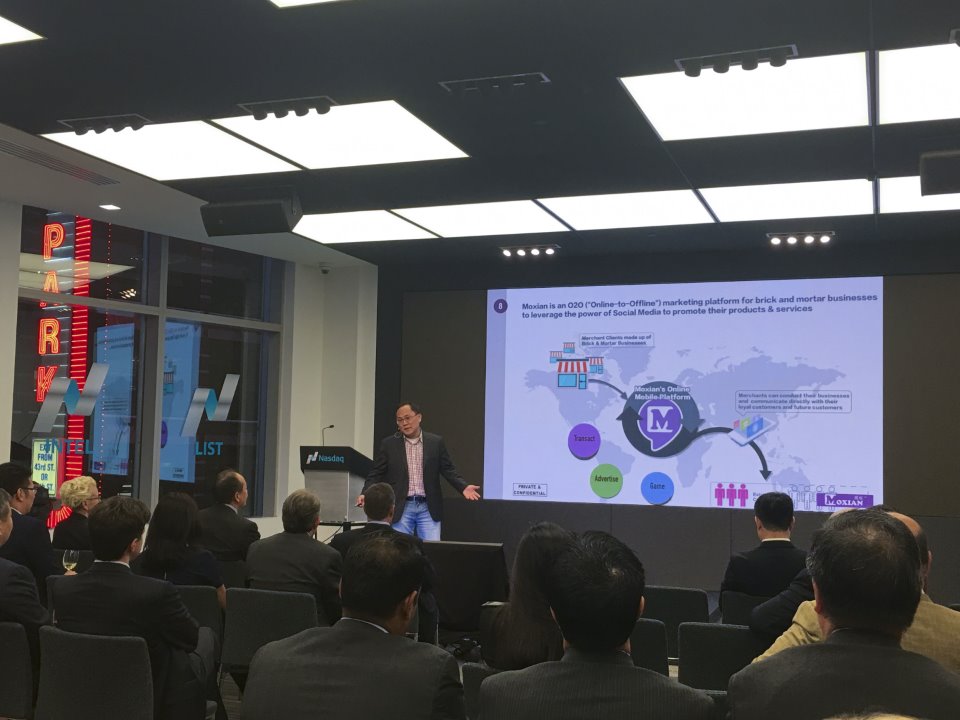 8
Moxian is an O2O ("Online-to-Offline") marketing platform for brick and mortar businesses
to leverage the power of Social Media to promote their products & services
Merchant Clients made up of
Brick & Mortar Businesses
Moxian's Online
Mobile Platform
M
Merchants can conduct their businesses
and communicate directly with their
loyal customers and future customers
Transact
Advertise
Game
PRIVATE &
CONFIDENTIAL
MOXIAN
Nasdaq
PARK
INTEL
LIST
FROM
43RD ST.
OR